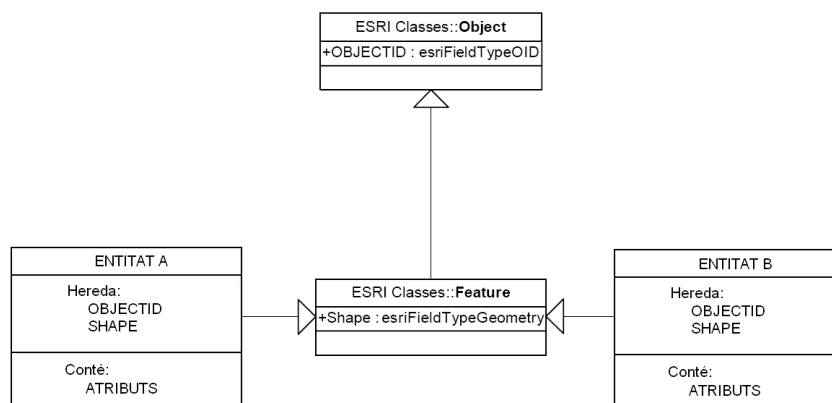 ESRI Classes::Object
+OBJECTID : esriFieldTypeOID
ENTITAT A
Hereda:
OBJECTID
SHAPE
Conté:
ATRIBUTS
ESRI Classes::Feature
+Shape : esriFieldTypeGeometry
ENTITAT B
Hereda:
OBJECTID
SHAPE
Conté:
ATRIBUTS